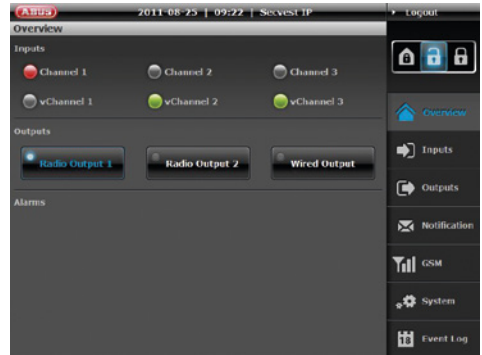 ABUS 2011-08-25 | 09:22 | Secvest IP Logout
Overview
Inputs
Channel 1 Channel 2 Channel 3
vChannel 1 vChannel 2 vChannel 3
Outputs
Radio Output 1 Radio Output 2 Wired Output
Alarms
Overview
Inputs
Outputs
Notification
GSM
System
18 Event Log